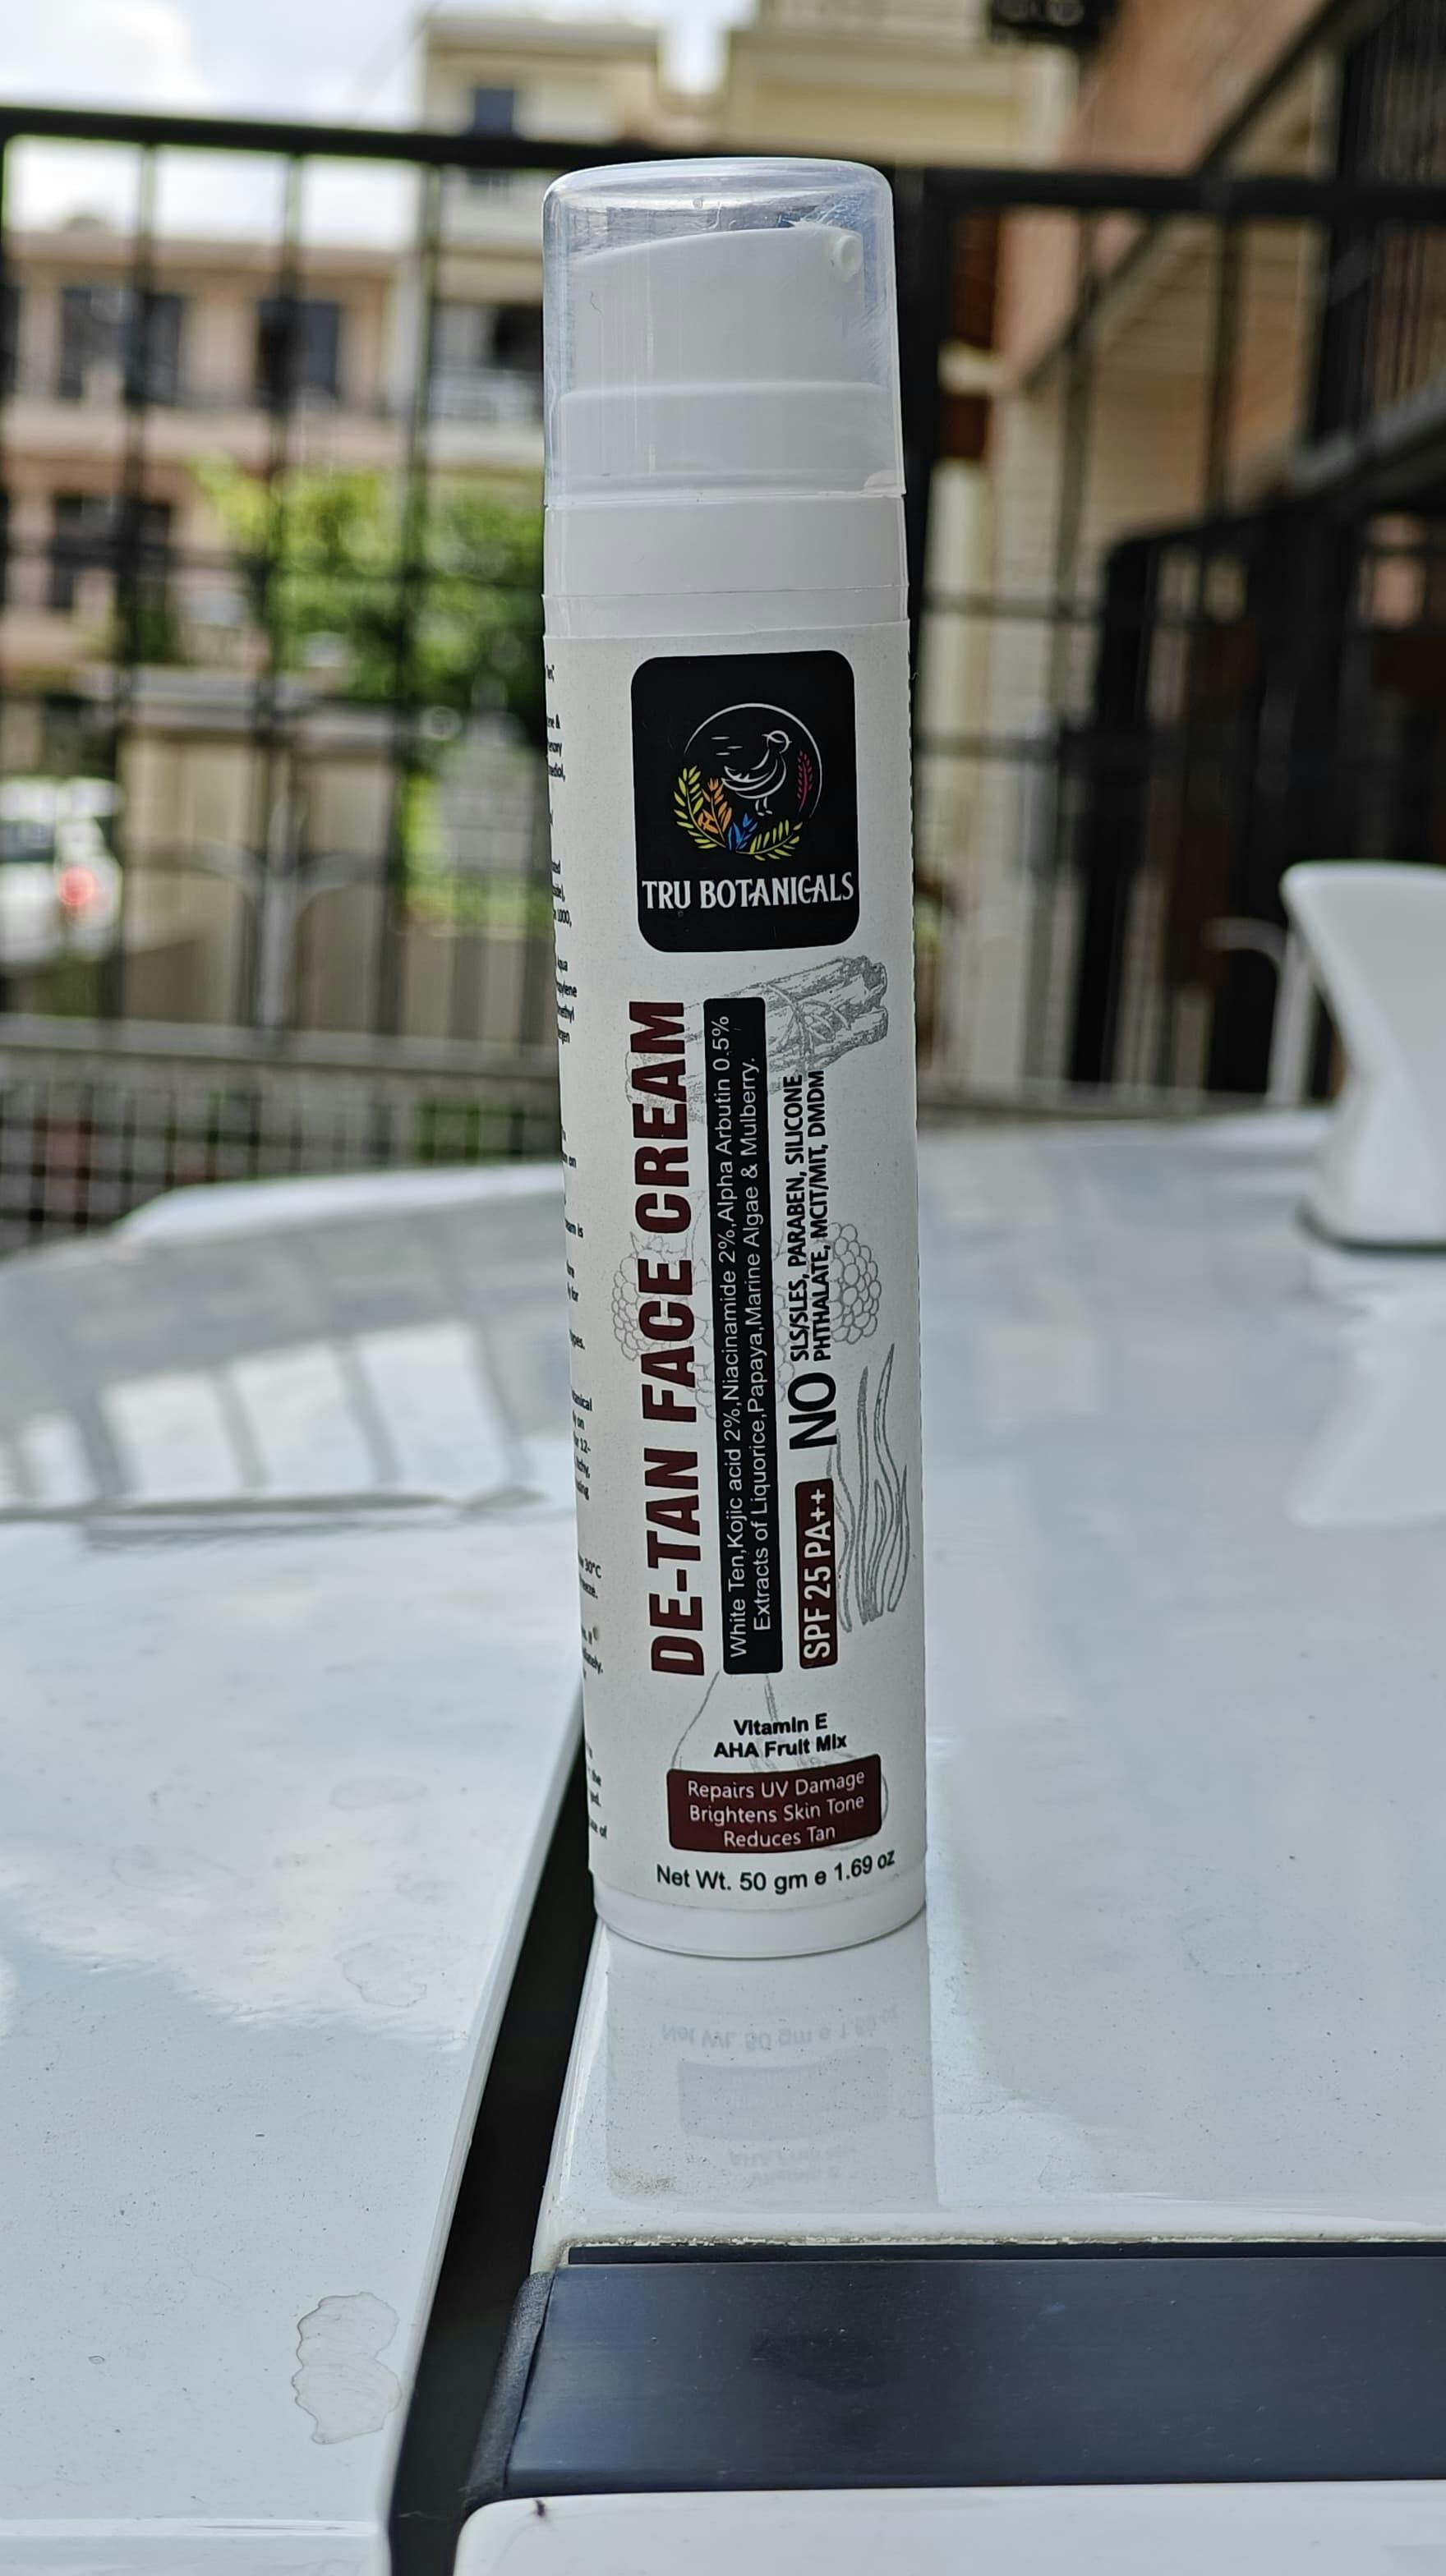 TRU BOTANICALS
DE-TAN FACE CREAM
White Ten,Kojic acid 2%,Niacinamide 2%,Alpha Arbutin 0.5%
Extracts of Liquorice,Papaya,Marine Algae & Mulberry.
SPF 25 PA++
NO
SLS/SLES, PARABEN, SILICONE
PHTHALATE, MCIT/MIT, DMDM
Vitamin E
AHA Fruit Mix
Repairs UV Damage
Brightens Skin Tone
Reduces Tan
Net Wt. 50 gm e 1.69 oz